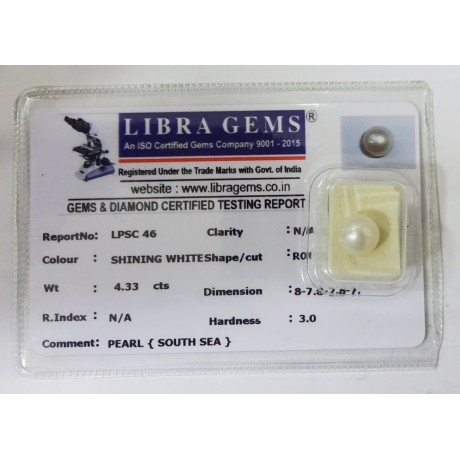 LIBRA GEMS ®
An ISO Certified Gems Company 9001 - 2015
Registered Under the Trade Marks with Govt. of India
website : www.libragems.co.in
GEMS & DIAMOND CERTIFIED TESTING REPORT
ReportNo: LPSC 46 Clarity : N/A
Colour : SHINING WHITE Shape/cut :
Wt : 4.33 cts Dimension :
R.Index : N/A Hardness : 3.0
Comment: PEARL { SOUTH SEA }